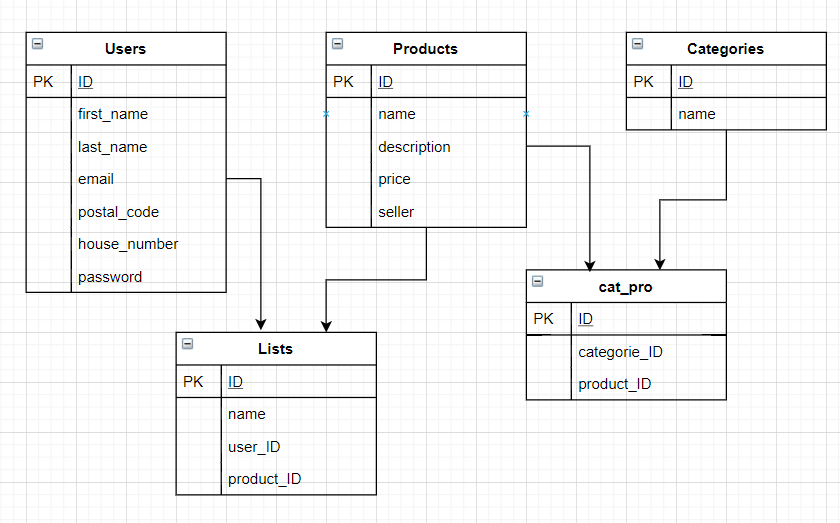 Users
PK ID
first_name
last_name
email
postal_code
house_number
password
Products
PK ID
name
description
price
seller
Categories
PK ID
name
Lists
PK ID
name
user_ID
product_ID
cat_pro
PK ID
categorie_ID
product_ID